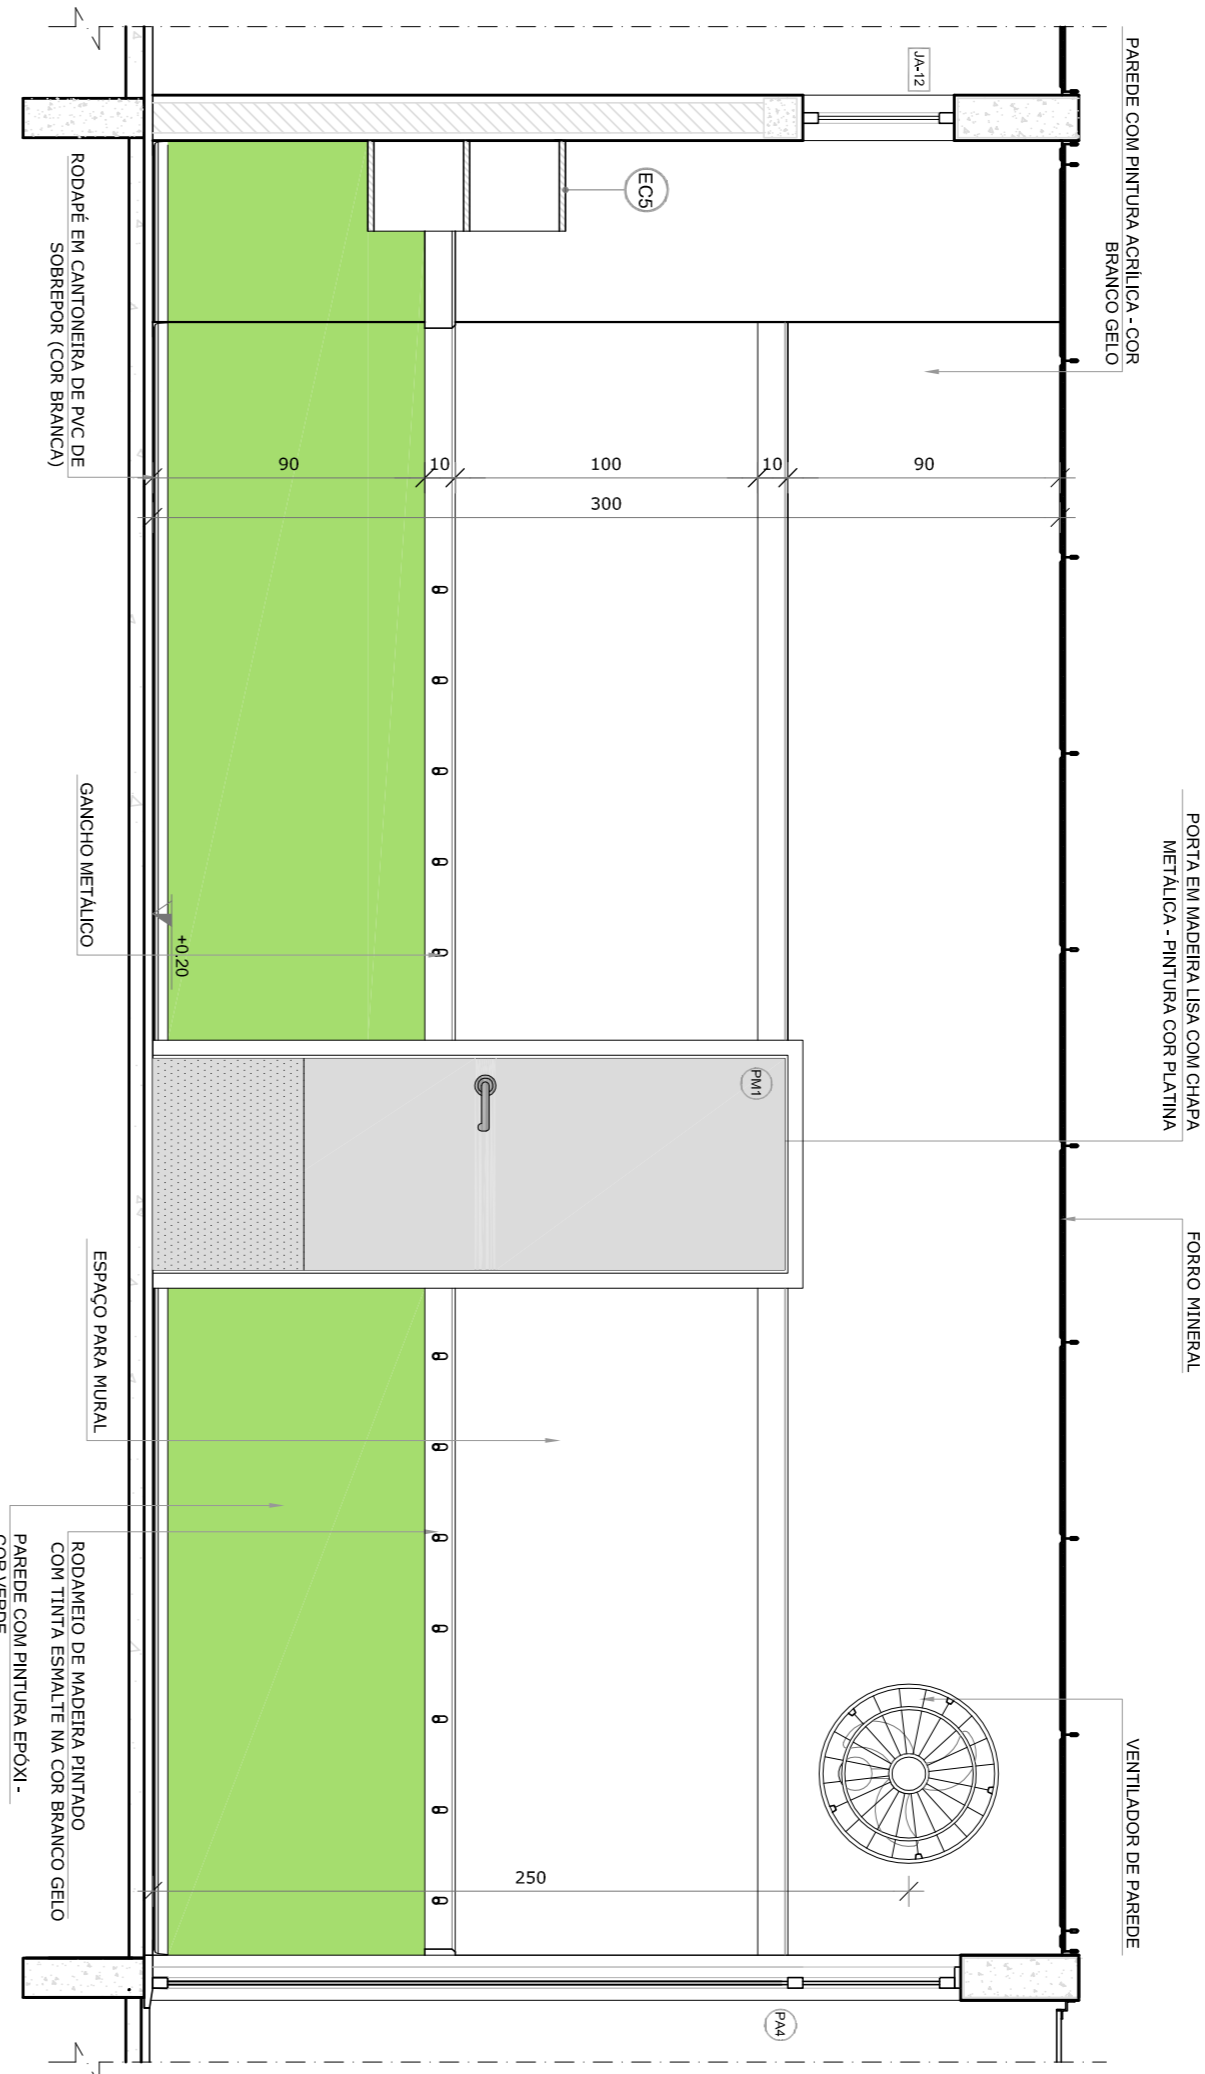 PAREDE COM PINTURA ACRÍLICA - COR
BRANCO GELO
PORTA EM MADEIRA LISA COM CHAPA
METÁLICA - PINTURA COR PLATINA
FORRO MINERAL
VENTILADOR DE PAREDE
JA-12
EC5
90
10
100
10
90
300
PM1
250
PA4
+0.20
RODAPÉ EM CANTONEIRA DE PVC DE
SOBREPOR (COR BRANCA)
GANCHO METÁLICO
ESPAÇO PARA MURAL
RODAMEIO DE MADEIRA PINTADO
COM TINTA ESMALTE NA COR BRANCO GELO
PAREDE COM PINTURA EPÓXI -
COR VERDE